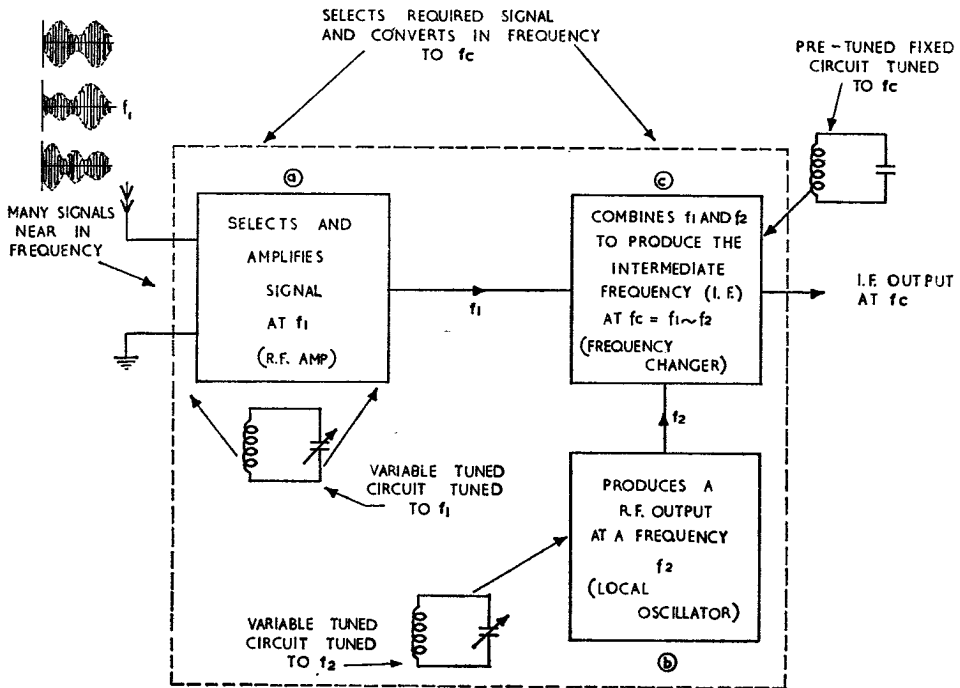 SELECTS REQUIRED SIGNAL
AND CONVERTS IN FREQUENCY
TO fc
PRE-TUNED FIXED
CIRCUIT TUNED
TO fc
f1
MANY SIGNALS
NEAR IN
FREQUENCY
a
SELECTS AND
AMPLIFIES
SIGNAL
AT f1
(R.F. AMP)
f1
c
COMBINES f1 AND f2
TO PRODUCE THE
INTERMEDIATE
FREQUENCY (I.F.)
AT fc = f1~f2
(FREQUENCY
CHANGER)
I.F. OUTPUT
AT fc
f2
VARIABLE TUNED
CIRCUIT TUNED
TO f1
PRODUCES A
R.F. OUTPUT
AT A FREQUENCY
f2
(LOCAL
OSCILLATOR)
b
VARIABLE TUNED
CIRCUIT TUNED
TO f2